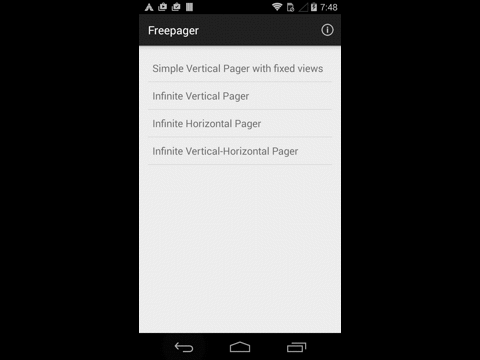 7:48
Freepager
Simple Vertical Pager with fixed views
Infinite Vertical Pager
Infinite Horizontal Pager
Infinite Vertical-Horizontal Pager